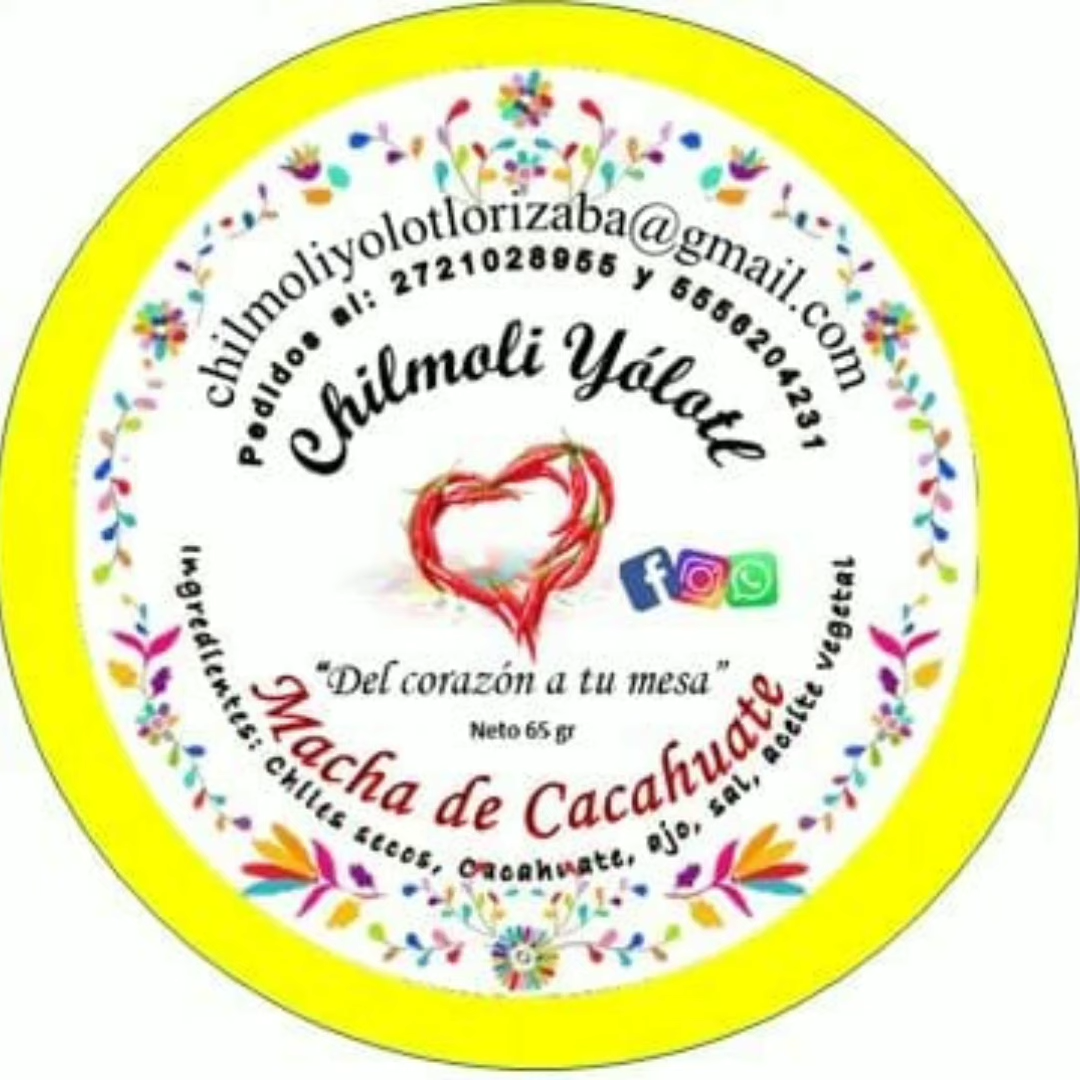 chilmoliyolotlorizaba@gmail.com
Pedidos al: 2721028955 y 5556204231
Chilmoli Yólotl
"Del corazón a tu mesa"
Neto 65 gr
Macha de Cacahuate
Ingredientes: chiles secos, Cacahuate, ajo, sal, aceite vegetal